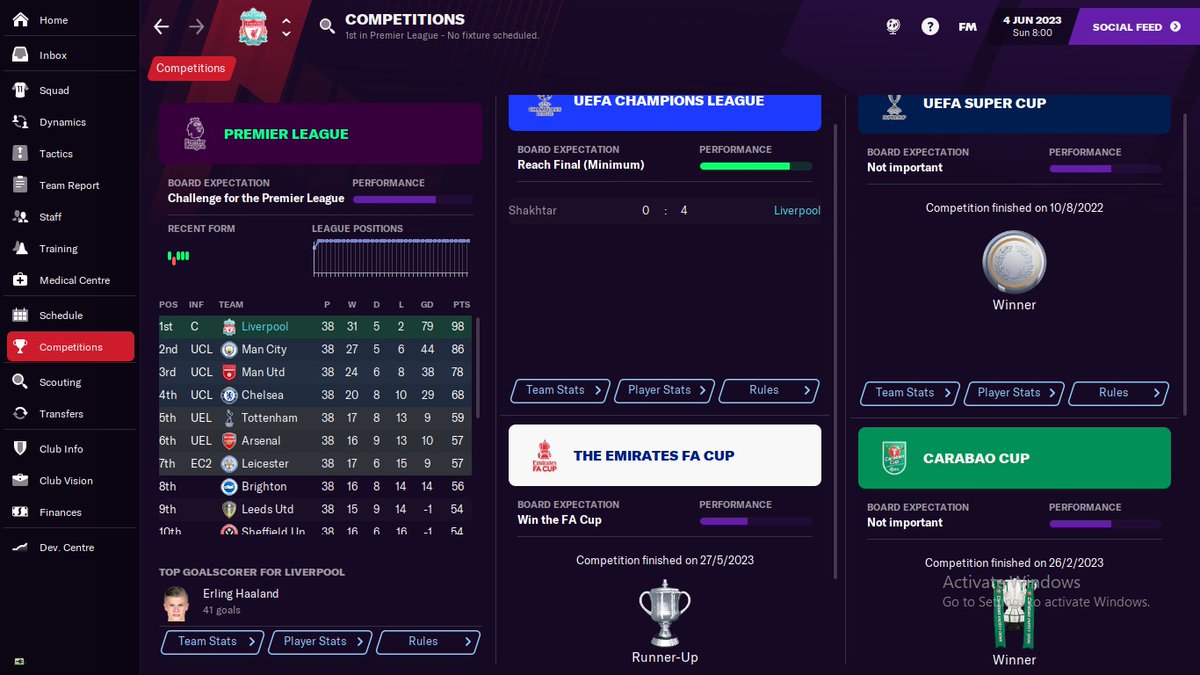 Home
Inbox
Squad
Dynamics
Tactics
Team Report
Staff
Training
Medical Centre
Schedule
Competitions
Scouting
Transfers
Club Info
Club Vision
Finances
Dev. Centre
COMPETITIONS
1st in Premier League - No fixture scheduled.
FM
4 JUN 2023
Sun 8:00
SOCIAL FEED
Competitions
PREMIER LEAGUE
BOARD EXPECTATION PERFORMANCE
Challenge for the Premier League
RECENT FORM LEAGUE POSITIONS
POS INF TEAM P W D L GD PTS
1st C Liverpool 38 31 5 2 79 98
2nd UCL Man City 38 27 5 6 44 86
3rd UCL Man Utd 38 24 6 8 38 78
4th UCL Chelsea 38 20 8 10 29 68
5th UEL Tottenham 38 17 8 13 9 59
6th UEL Arsenal 38 16 9 13 10 57
7th EC2 Leicester 38 17 6 15 9 57
8th Brighton 38 16 8 14 14 56
9th Leeds Utd 38 15 9 14 -1 54
10th Sheffield Un 38 16 6 16 -1 54
TOP GOALSCORER FOR LIVERPOOL
Erling Haaland
41 goals
Team Stats Player Stats Rules
UEFA CHAMPIONS LEAGUE
BOARD EXPECTATION PERFORMANCE
Reach Final (Minimum)
Shakhtar 0 : 4 Liverpool
Team Stats Player Stats Rules
Emirates
FA CUP
THE EMIRATES FA CUP
BOARD EXPECTATION PERFORMANCE
Win the FA Cup
Competition finished on 27/5/2023
Runner-Up
UEFA SUPER CUP
BOARD EXPECTATION PERFORMANCE
Not important
Competition finished on 10/8/2022
Winner
Team Stats Player Stats Rules
CARABAO CUP
BOARD EXPECTATION PERFORMANCE
Not important
Competition finished on 26/2/2023
Activate Windows
Go to Settings to activate Windows.
Winner